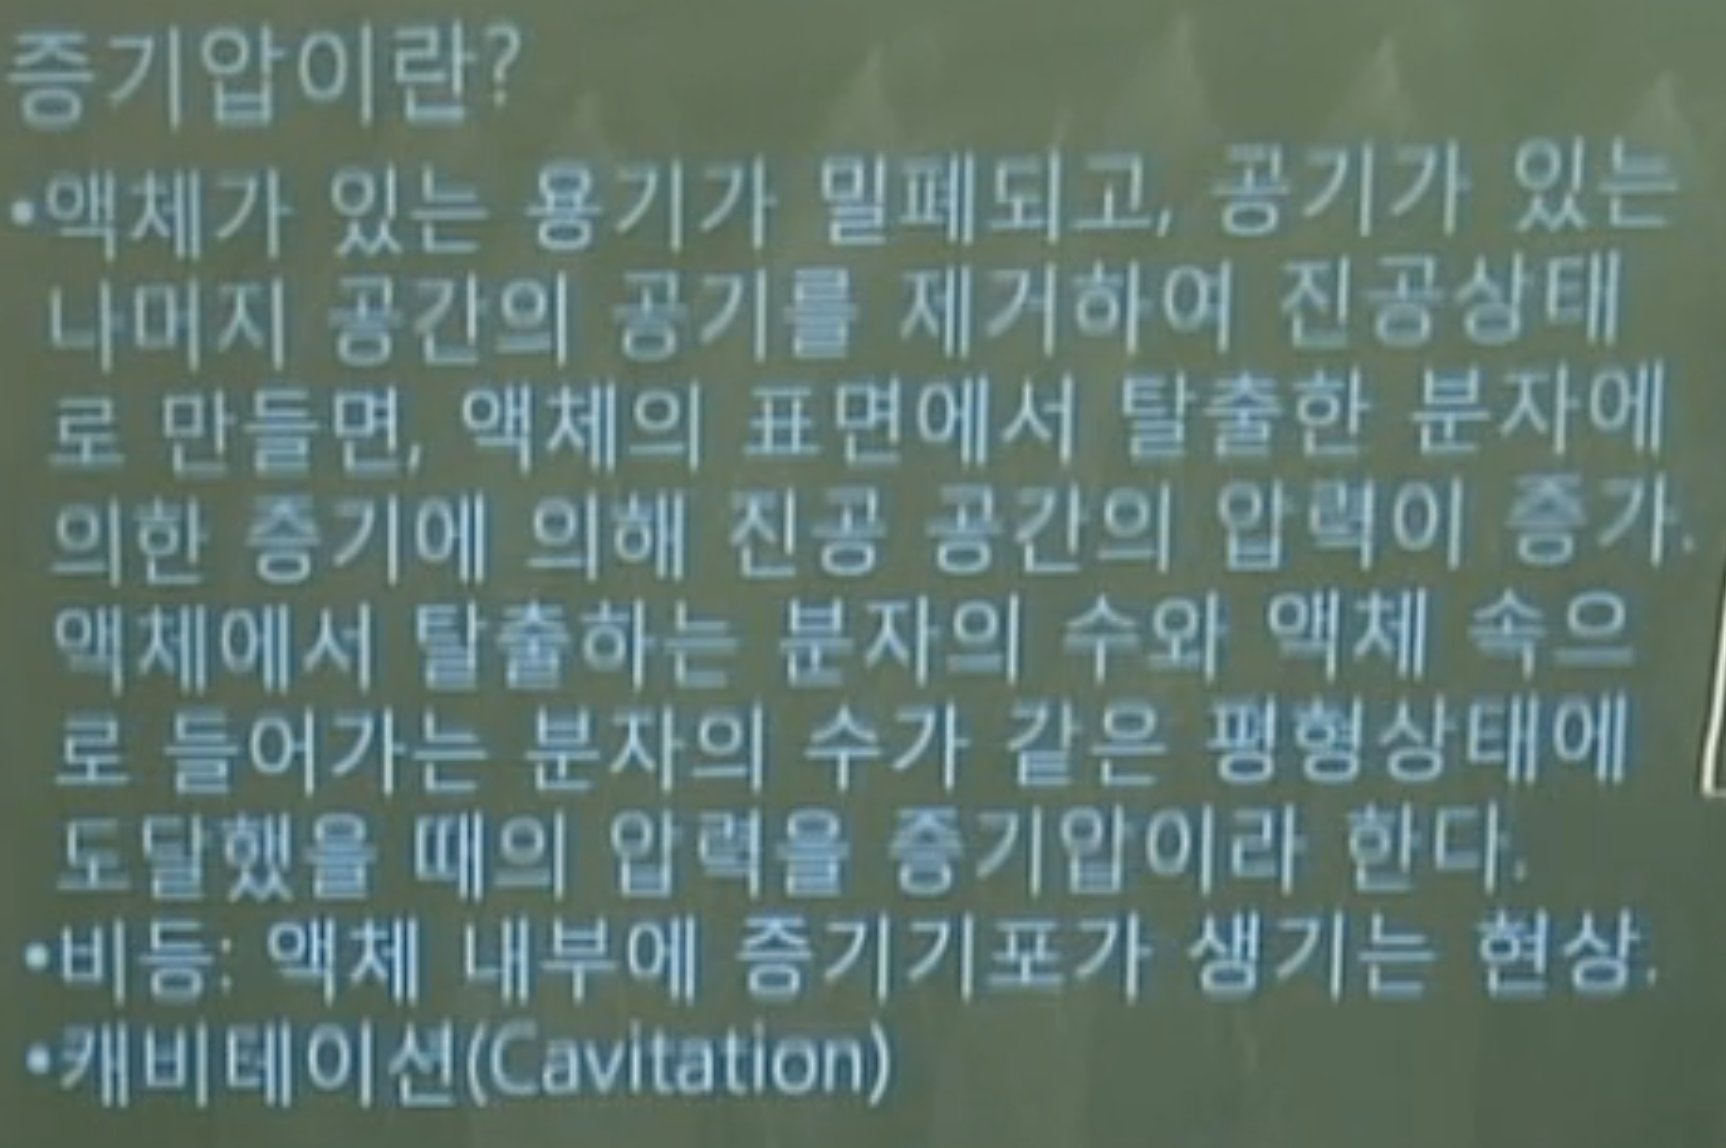 증기압이란?
•액체가 있는 용기가 밀폐되고, 공기가 있는
나머지 공간의 공기를 제거하여 진공상태
로 만들면, 액체의 표면에서 탈출한 분자에
의한 증기에 의해 진공 공간의 압력이 증가.
액체에서 탈출하는 분자의 수와 액체 속으
로 들어가는 분자의 수가 같은 평형상태에
도달했을 때의 압력을 증기압이라 한다.
•비등: 액체 내부에 증기기포가 생기는 현상.
•캐비테이션(Cavitation)